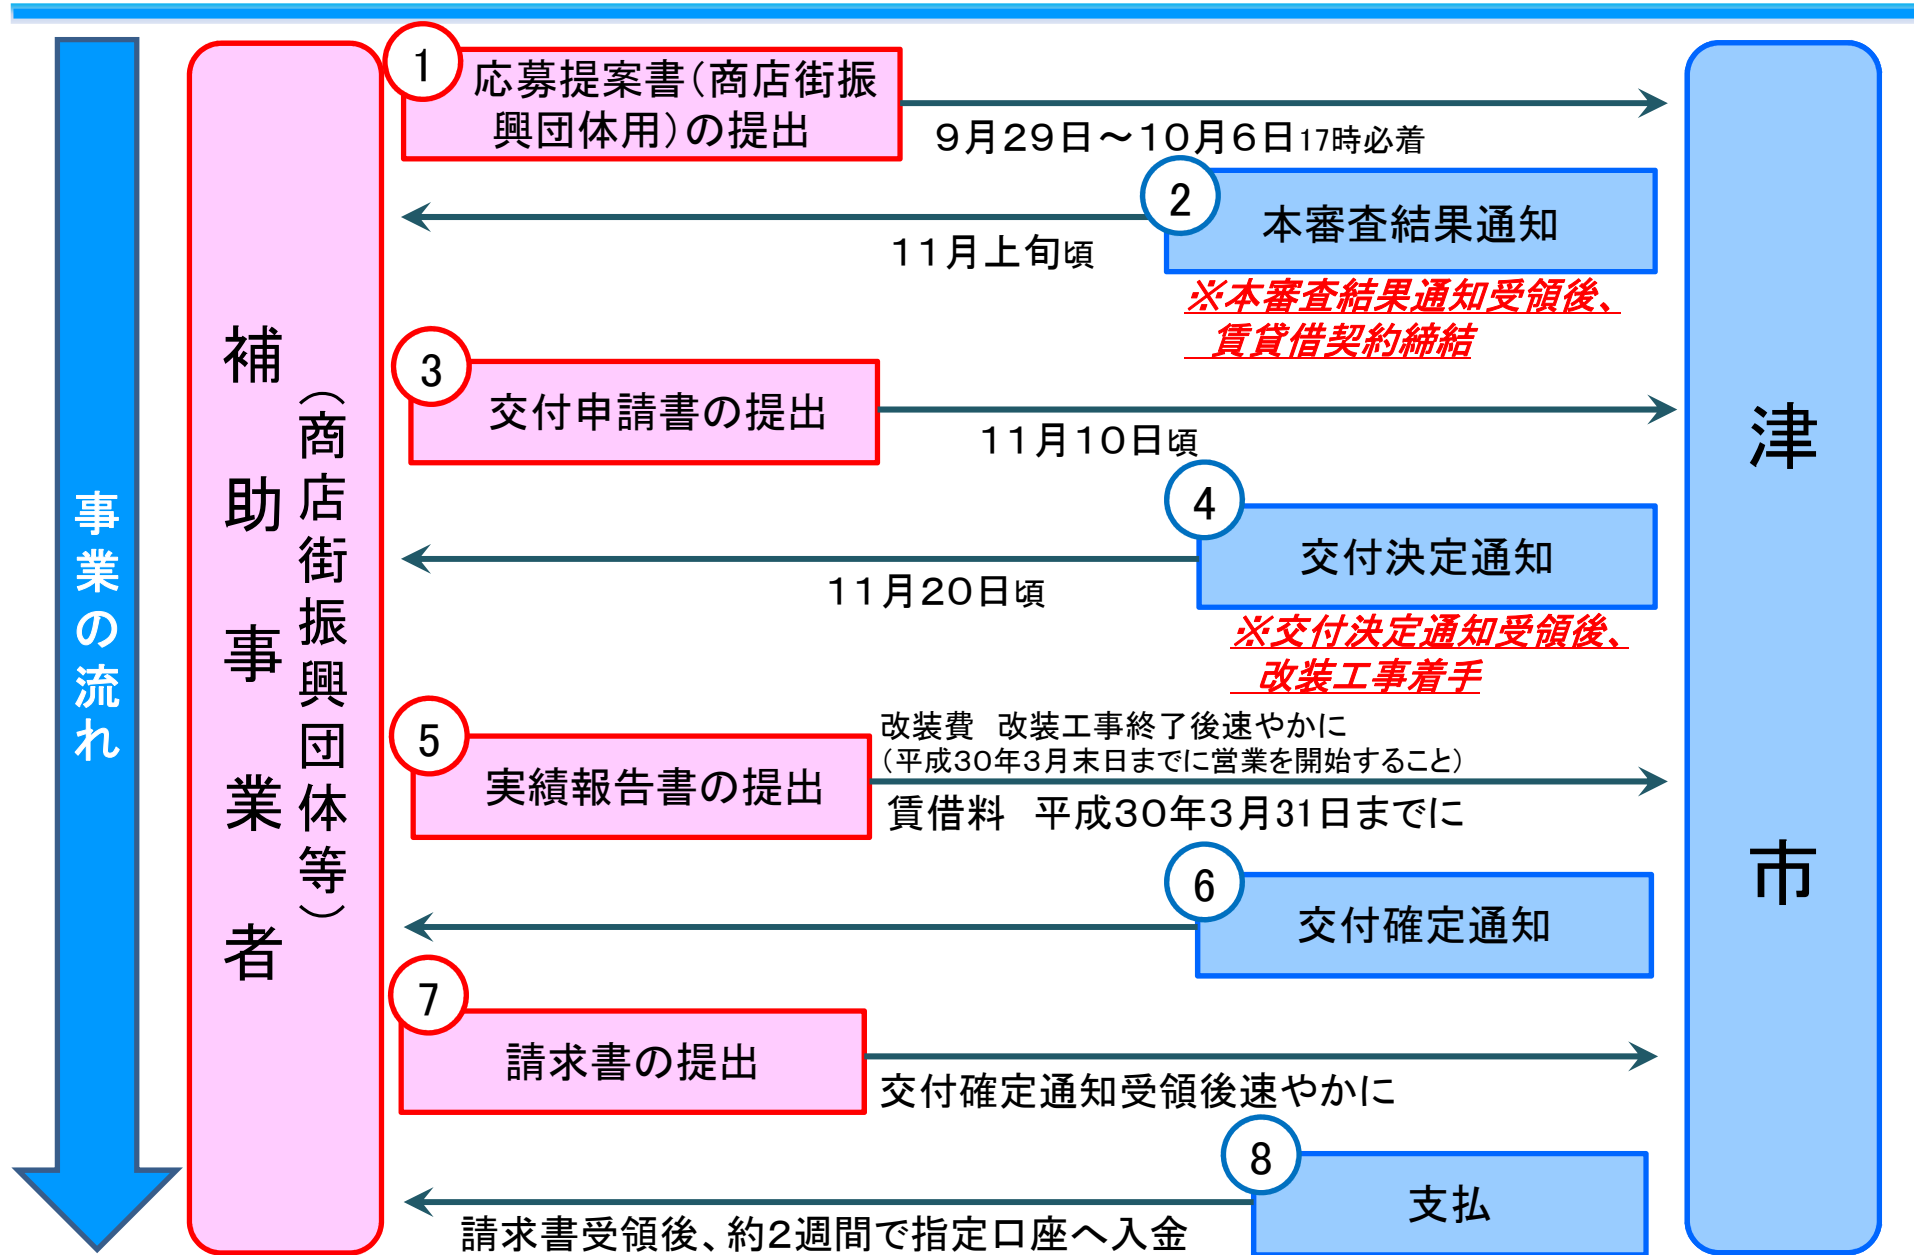 事業の流れ
補助事業者
（商店街振興団体等）
津市
1
応募提案書（商店街振
興団体用）の提出
９月２９日～１０月６日17時必着
2
本審査結果通知
１１月上旬頃
※本審査結果通知受領後、
賃貸借契約締結
3
交付申請書の提出
１１月１０日頃
4
交付決定通知
１１月２０日頃
※交付決定通知受領後、
改装工事着手
5
実績報告書の提出
改装費　改装工事終了後速やかに
（平成３０年３月末日までに営業を開始すること）
賃借料　平成３０年３月31日までに
6
交付確定通知
7
請求書の提出
交付確定通知受領後速やかに
8
支払
請求書受領後、約２週間で指定口座へ入金